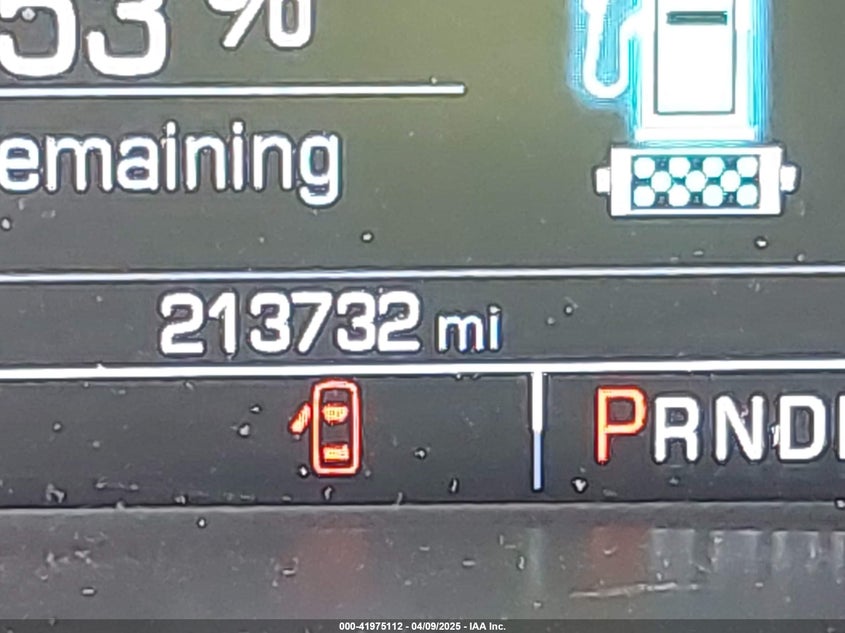 53 %
emaining
213732 mi
PRND
000-41975112 - 04/09/2025 - IAA Inc.